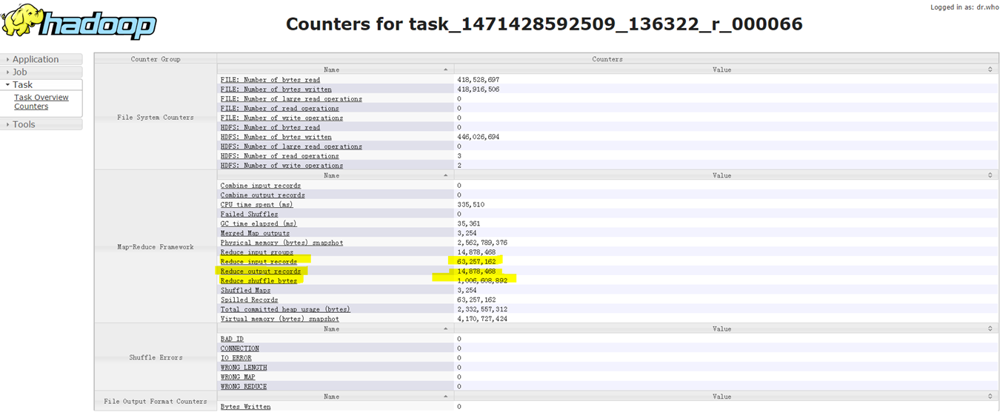 Logged in as: dr.who
hadoop
Counters for task_1471428592509_136322_r_000066
Application
Job
Task
Task Overview
Counters
Tools
Counter Group Counters
File System Counters
Name Value
FILE: Number of bytes read 418,528,697
FILE: Number of bytes written 418,916,506
FILE: Number of large read operations 0
FILE: Number of read operations 0
FILE: Number of write operations 0
HDFS: Number of bytes read 0
HDFS: Number of bytes written 446,026,694
HDFS: Number of large read operations 0
HDFS: Number of read operations 3
HDFS: Number of write operations 2
Map-Reduce Framework
Name Value
Combine input records 0
Combine output records 0
CPU time spent (ms) 335,510
Failed Shuffles 0
GC time elapsed (ms) 35,361
Merged Map outputs 3,254
Physical memory (bytes) snapshot 2,562,789,376
Reduce input groups 14,878,468
Reduce input records 63,257,162
Reduce output records 14,878,468
Reduce shuffle bytes 1,006,608,892
Shuffled Maps 3,254
Spilled Records 63,257,162
Total committed heap usage (bytes) 2,332,557,312
Virtual memory (bytes) snapshot 4,170,727,424
Shuffle Errors
Name Value
BAD_ID 0
CONNECTION 0
IO_ERROR 0
WRONG_LENGTH 0
WRONG_MAP 0
WRONG_REDUCE 0
File Output Format Counters
Name Value
Bytes Written 0